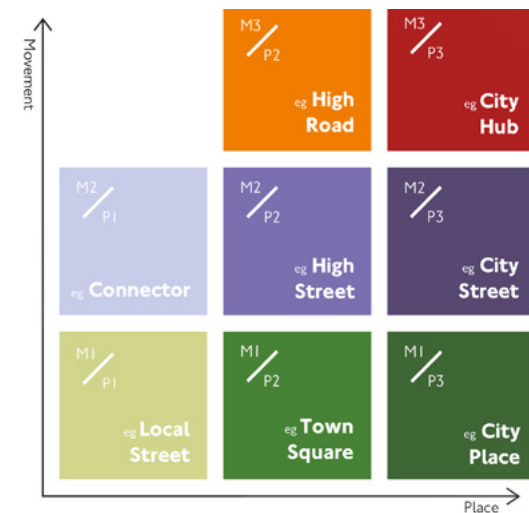 Movement
M3
P2
eg High
Road
M3
P3
eg City
Hub
M2
P1
eg Connector
M2
P2
eg High
Street
M2
P3
eg City
Street
M1
P1
eg Local
Street
M1
P2
eg Town
Square
M1
P3
eg City
Place
Place